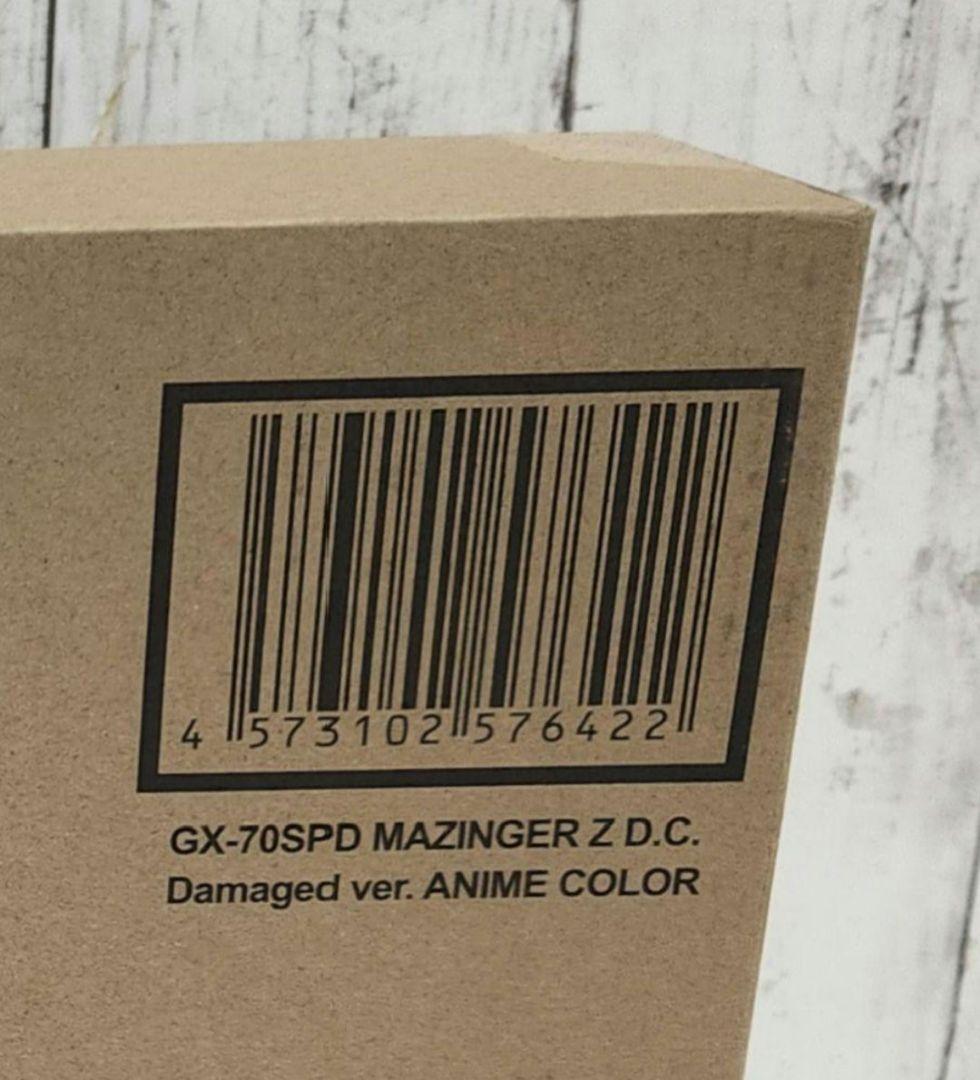 4 573102 576422
GX-70SPD MAZINGER Z D.C.
Damaged ver. ANIME COLOR